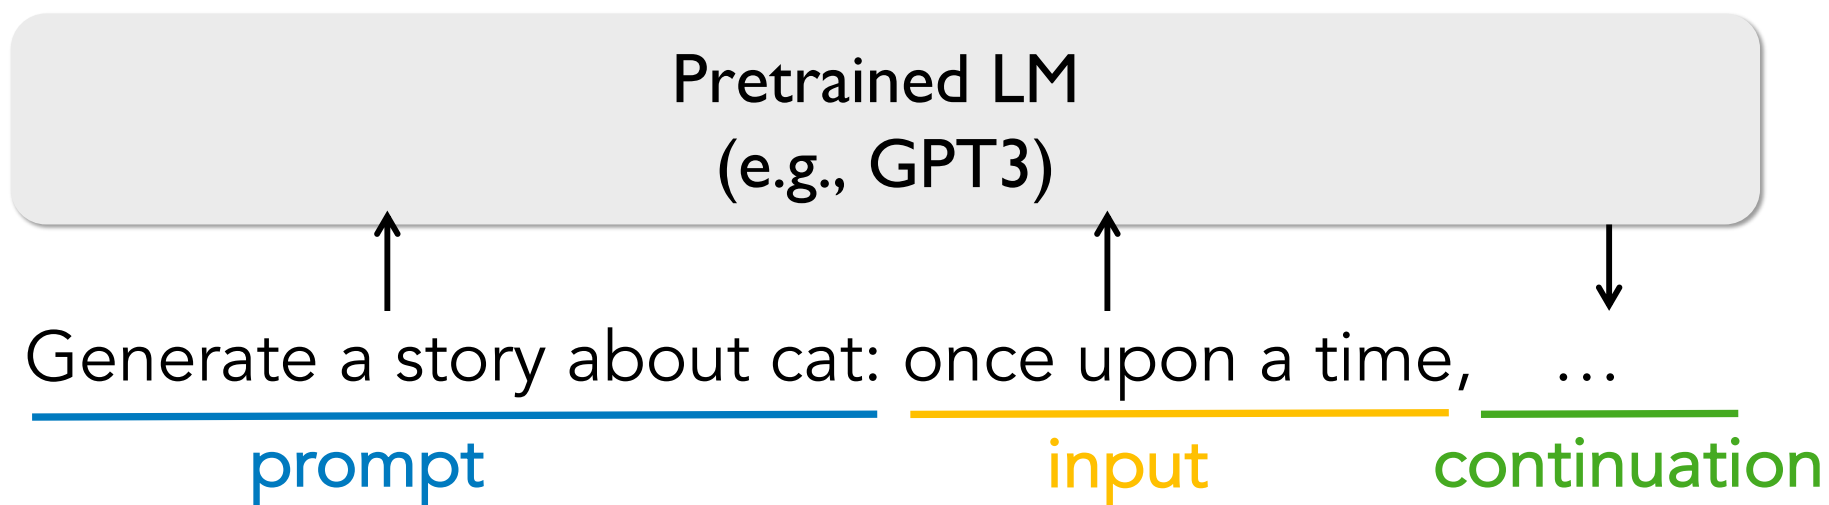 Pretrained LM
(e.g., GPT3)
Generate a story about cat: once upon a time, ...
prompt input continuation